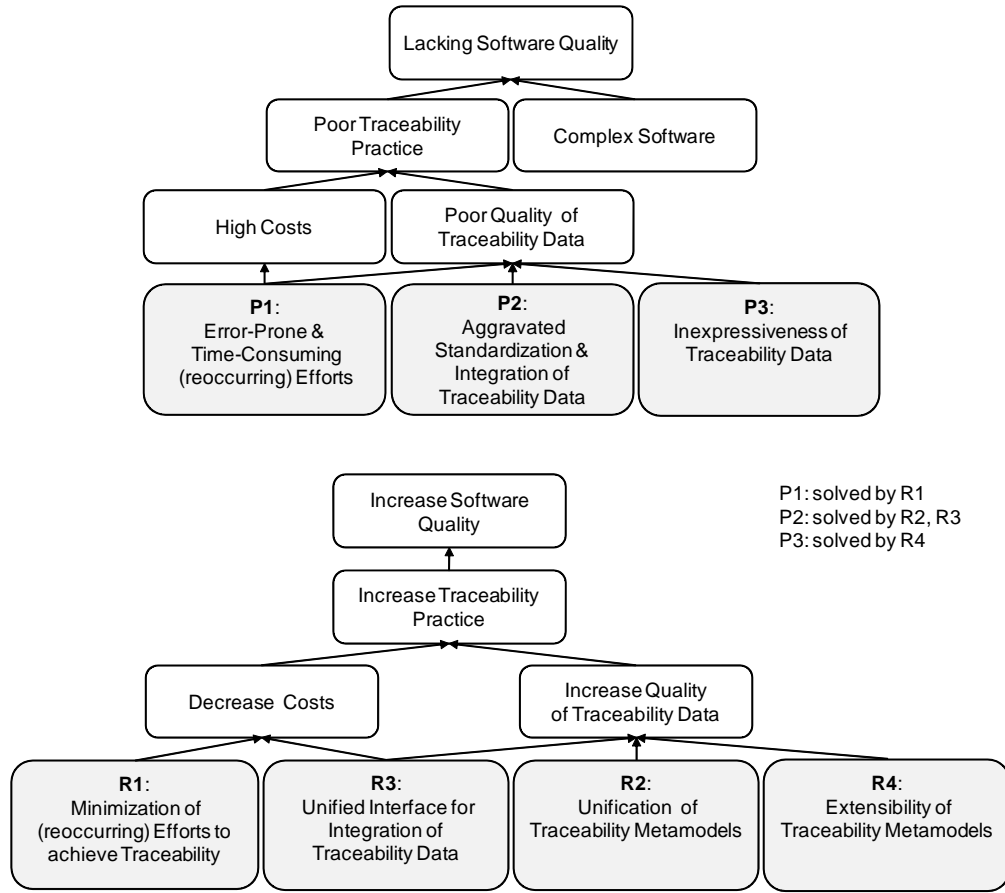 Lacking Software Quality
Poor Traceability
Practice
Complex Software
High Costs
Poor Quality of
Traceability Data
P1:
Error-Prone &
Time-Consuming
(reoccurring) Efforts
P2:
Aggravated
Standardization &
Integration of
Traceability Data
P3:
Inexpressiveness of
Traceability Data
Increase Software
Quality
P1: solved by R1
P2: solved by R2, R3
P3: solved by R4
Increase Traceability
Practice
Decrease Costs
Increase Quality
of Traceability Data
R1:
Minimization of
(reoccurring) Efforts to
achieve Traceability
R3:
Unified Interface for
Integration of
Traceability Data
R2:
Unification of
Traceability Metamodels
R4:
Extensibility of
Traceability Metamodels